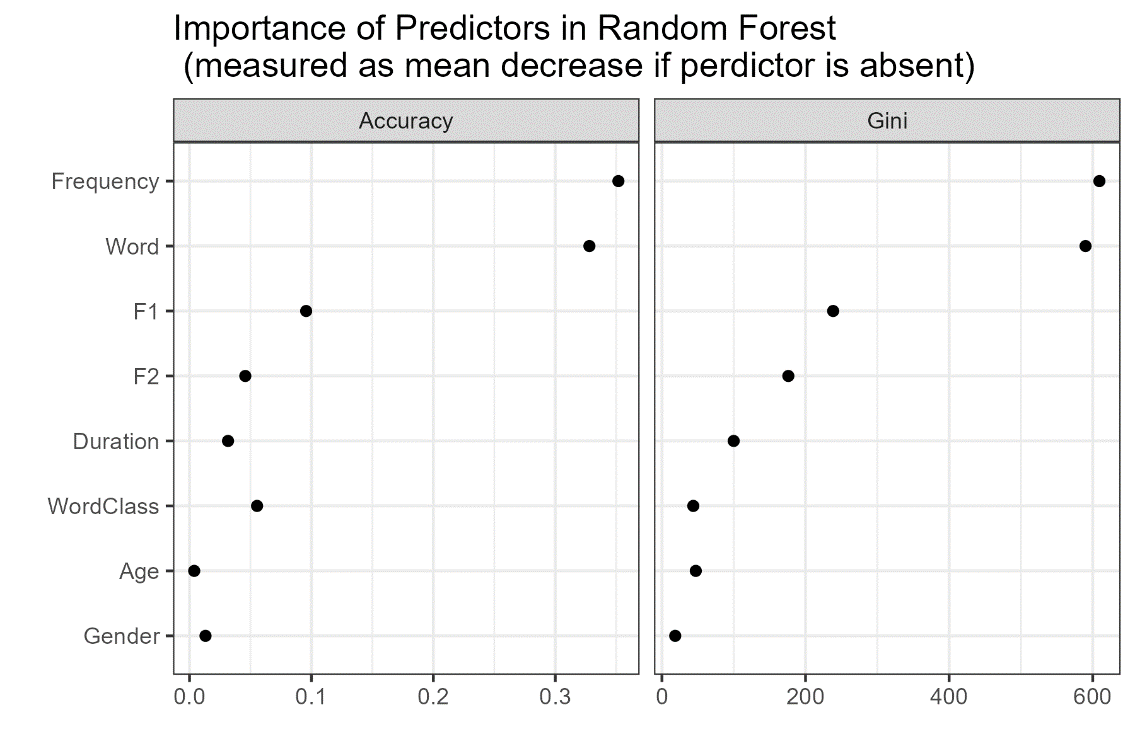 Importance of Predictors in Random Forest
(measured as mean decrease if perdictor is absent)
Accuracy
Gini
Frequency
Word
F1
F2
Duration
WordClass
Age
Gender
0.0 0.1 0.2 0.3
0 200 400 600